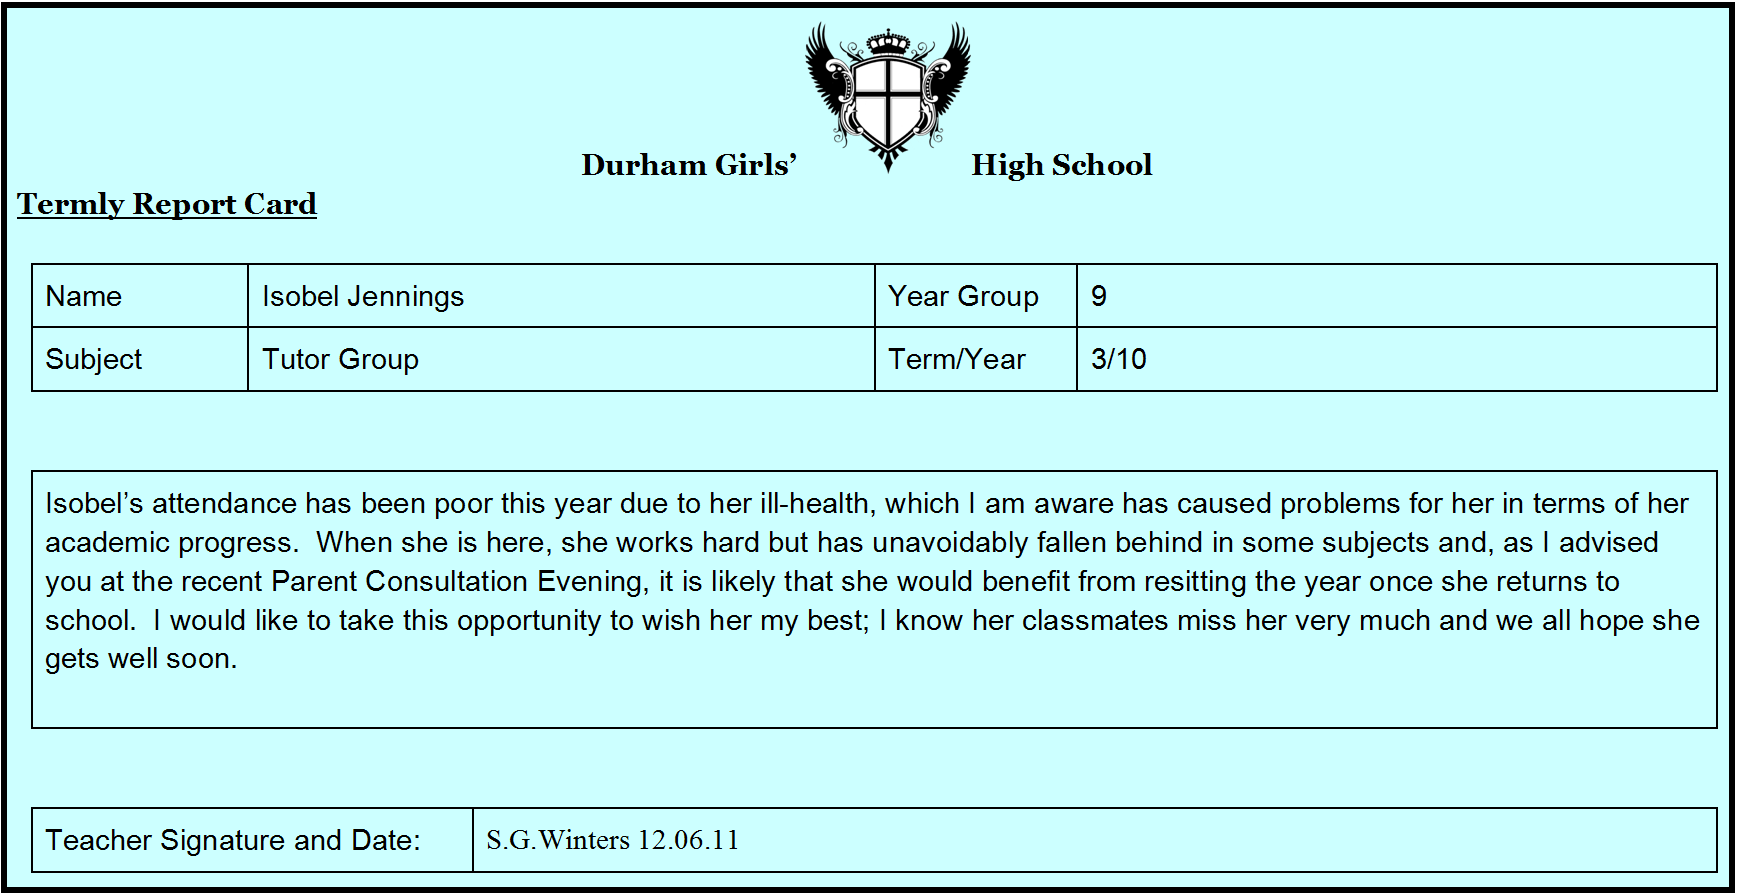 Durham Girls’ High School
Termly Report Card
Name Isobel Jennings Year Group 9
Subject Tutor Group Term/Year 3/10
Isobel’s attendance has been poor this year due to her ill-health, which I am aware has caused problems for her in terms of her
academic progress.  When she is here, she works hard but has unavoidably fallen behind in some subjects and, as I advised
you at the recent Parent Consultation Evening, it is likely that she would benefit from resitting the year once she returns to
school.  I would like to take this opportunity to wish her my best; I know her classmates miss her very much and we all hope she
gets well soon.
Teacher Signature and Date: S.G.Winters 12.06.11